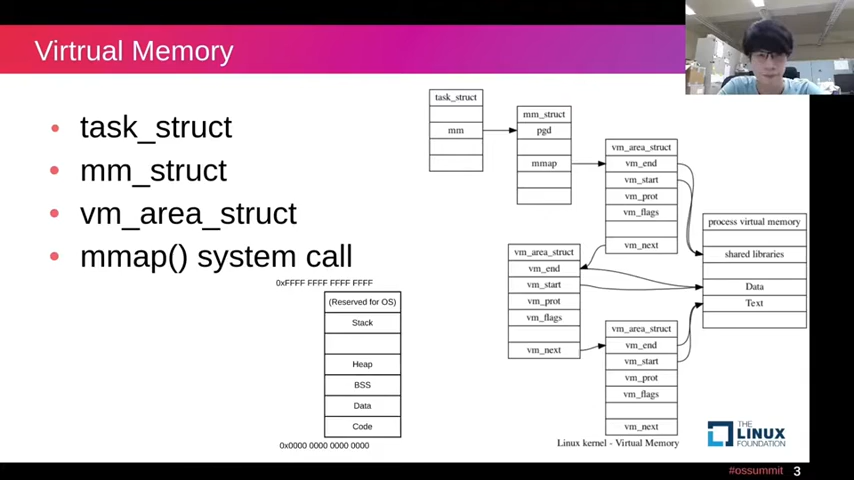 Virtrual Memory
task_struct
mm_struct
vm_area_struct
mmap() system call
0xFFFF FFFF FFFF FFFF
(Reserved for OS)
Stack
Heap
BSS
Data
Code
0x0000 0000 0000 0000
task_struct
mm
mm_struct
pgd
mmap
vm_area_struct
vm_end
vm_start
vm_prot
vm_flags
vm_next
vm_area_struct
vm_end
vm_start
vm_prot
vm_flags
vm_next
vm_area_struct
vm_end
vm_start
vm_prot
vm_flags
vm_next
process virtual memory
shared libraries
Data
Text
Linux kernel - Virtual Memory
THE
LINUX
FOUNDATION
#ossummit 3